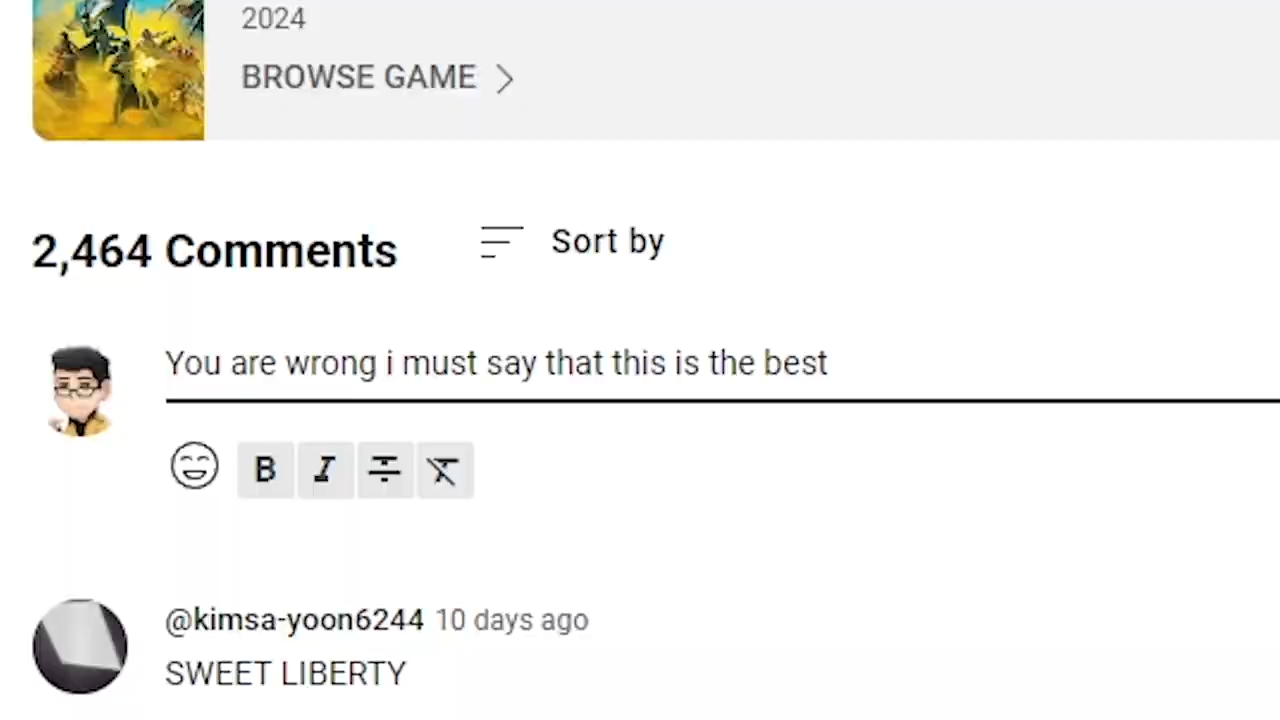 2024
BROWSE GAME
2,464 Comments
Sort by
You are wrong i must say that this is the best
B I T T
@kimsa-yoon6244 10 days ago
SWEET LIBERTY